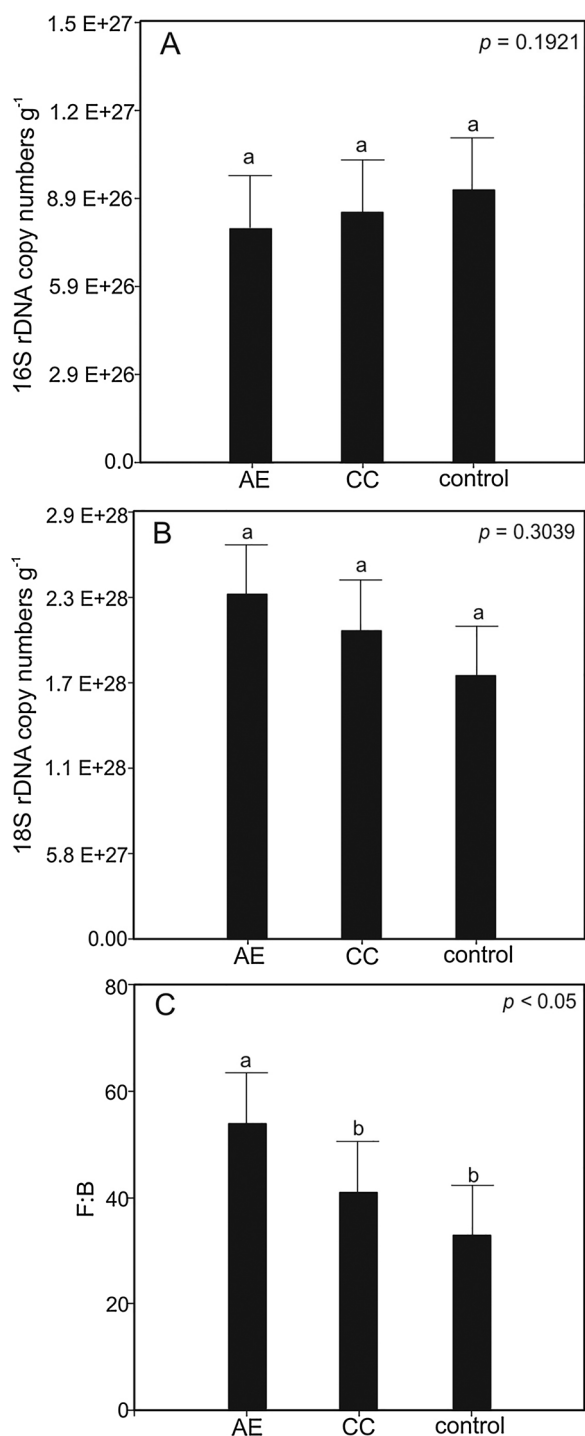 1.5 E+27
A
p = 0.1921
1.2 E+27
a
a
a
8.9 E+26
5.9 E+26
2.9 E+26
0.0
16S rDNA copy numbers g-1
AE
CC
control
2.9 E+28
B
p = 0.3039
a
a
a
2.3 E+28
1.7 E+28
1.1 E+28
5.8 E+27
0.00
18S rDNA copy numbers g-1
AE
CC
control
80
C
p < 0.05
a
b
b
60
40
20
0
F:B
AE
CC
control